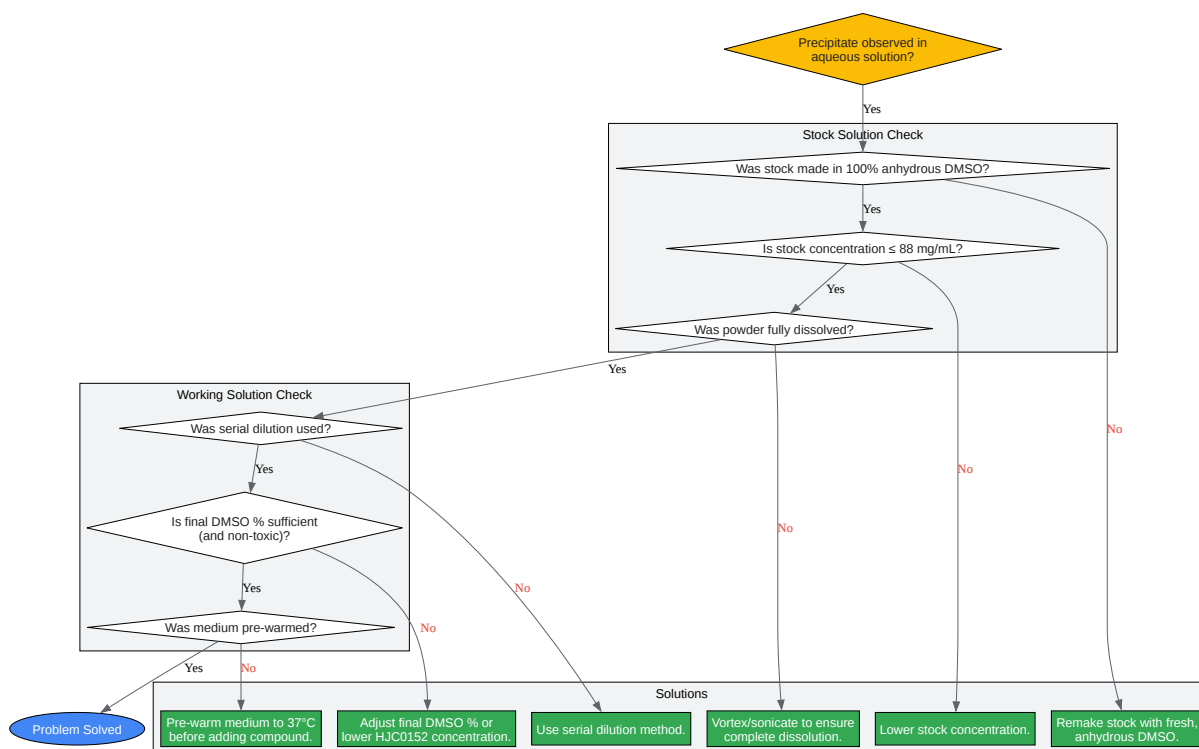 Precipitate observed in
aqueous solution?
Yes
Stock Solution Check
Was stock made in 100% anhydrous DMSO?
Yes
Is stock concentration ≤ 88 mg/mL?
Yes
Was powder fully dissolved?
Yes
Working Solution Check
Was serial dilution used?
No
Yes
No
Is final DMSO % sufficient
(and non-toxic)?
No
Yes
No
No
Was medium pre-warmed?
Yes
No
Solutions
Problem Solved
Pre-warm medium to 37°C
before adding compound.
Adjust final DMSO % or
lower HJC0152 concentration.
Use serial dilution method.
Vortex/sonicate to ensure
complete dissolution.
Lower stock concentration.
Remake stock with fresh,
anhydrous DMSO.